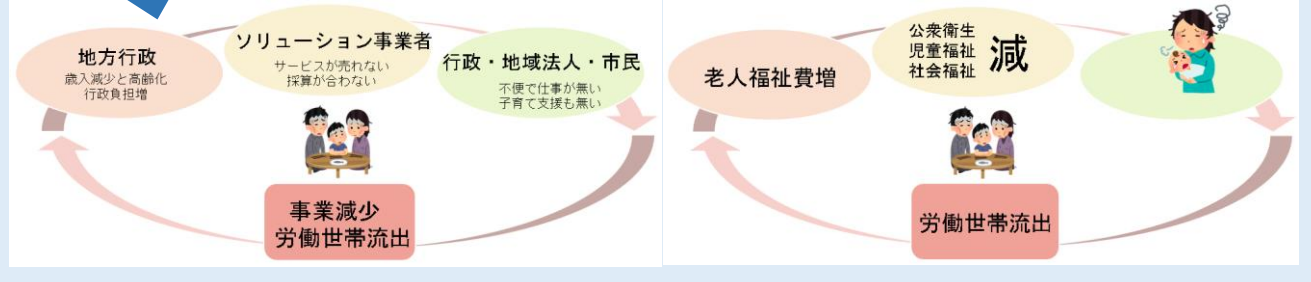 地方行政
歳入減少と高齢化
行政負担増
ソリューション事業者
サービスが売れない
採算が合わない
行政・地域法人・市民
不便で仕事が無い
子育て支援も無い
事業減少
労働世帯流出
老人福祉費増
公衆衛生
児童福祉
社会福祉
減
労働世帯流出